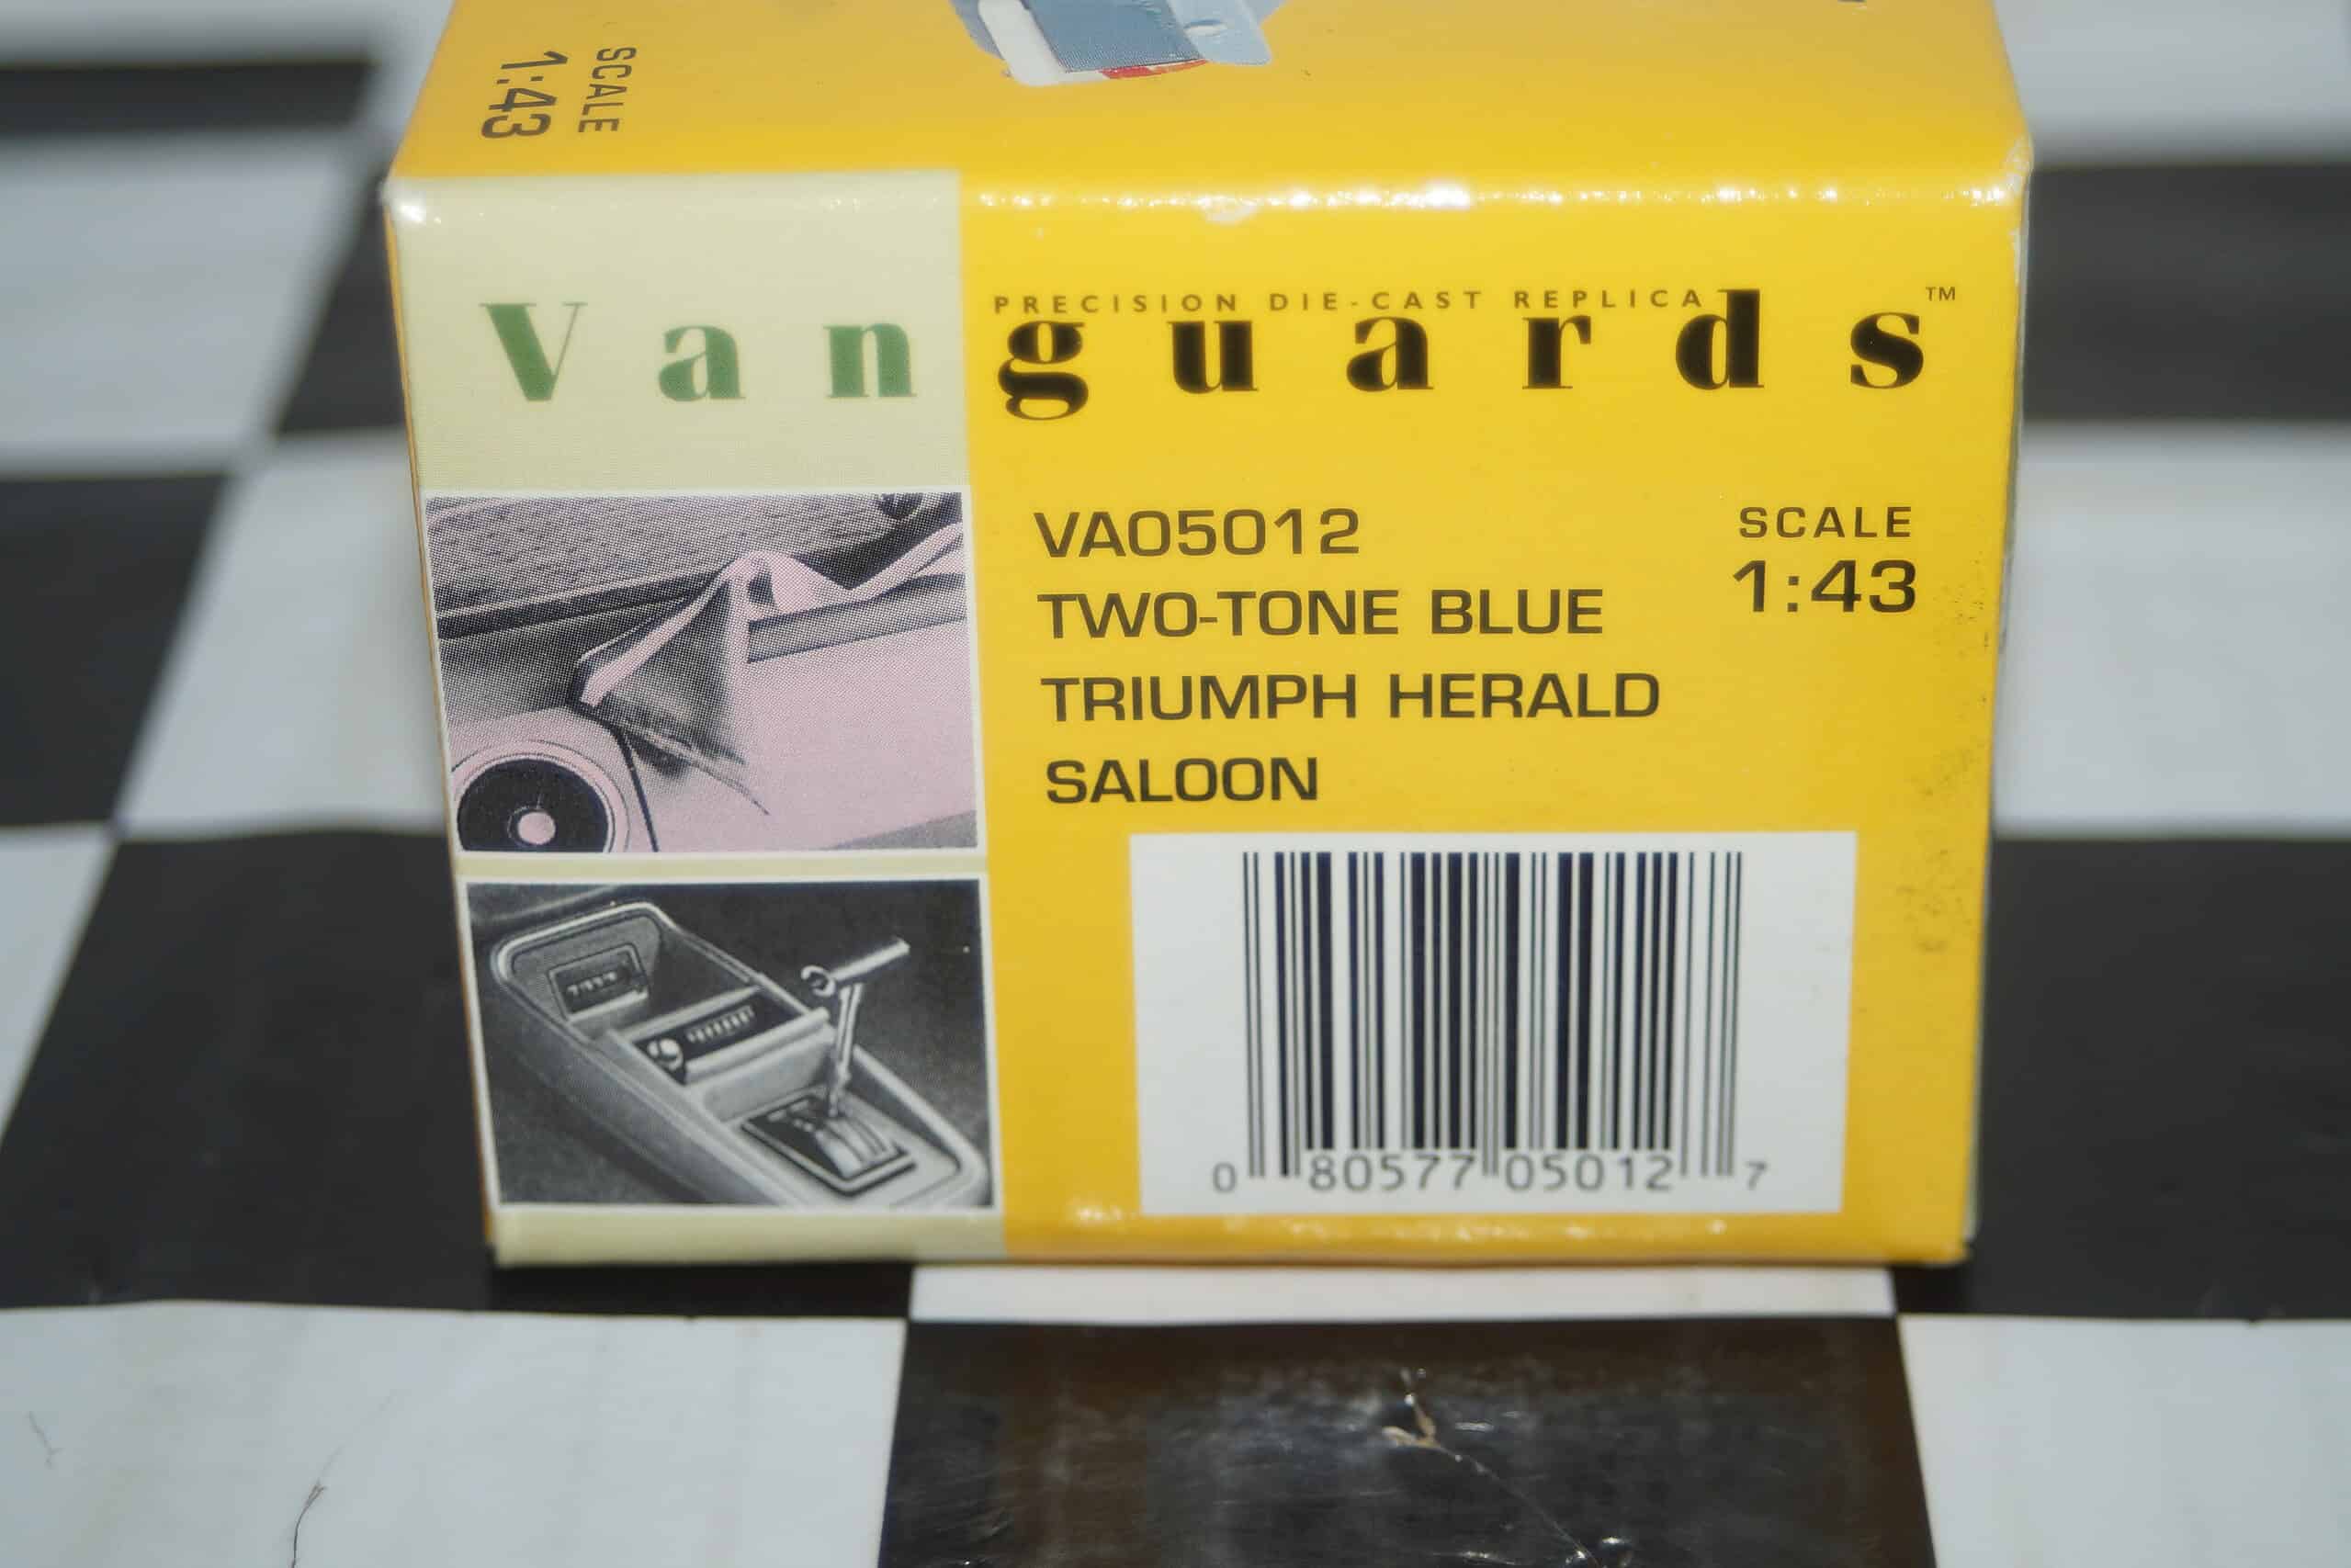 SCALE
1:43
PRECISION DIE-CAST REPLICA
Vanguards™
VA05012
TWO-TONE BLUE
TRIUMPH HERALD
SALOON
SCALE
1:43
0 80577 05012 7